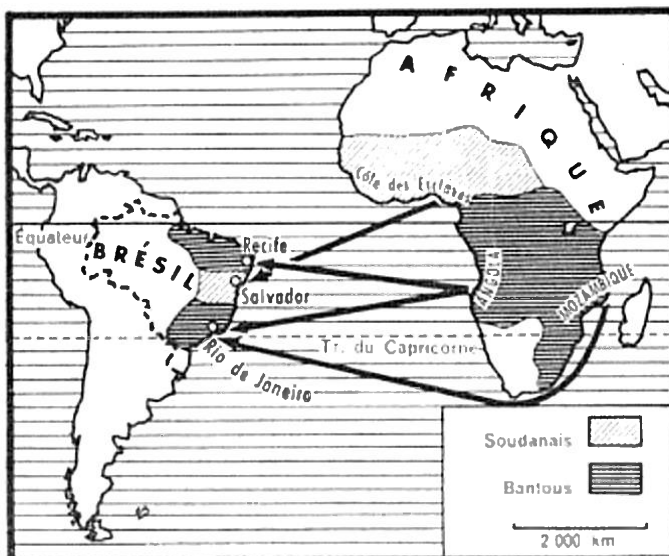 AFRIQUE
Côte des Esclaves
Équateur
BRÉSIL
Recife
Salvador
ANGOLA
MOZAMBIQUE
Tr. du Capricorne
Rio de Janeiro
Soudanais
Bantous
2 000 km